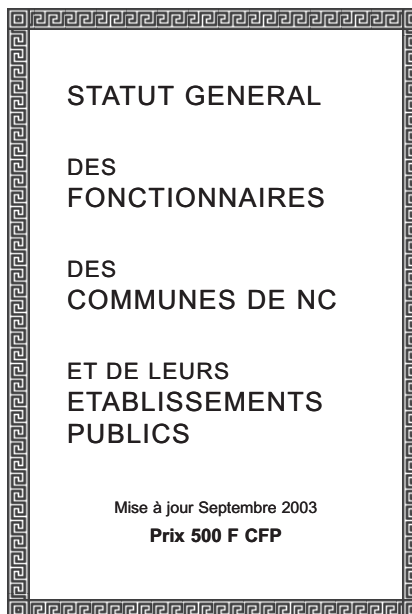 STATUT GENERAL
DES
FONCTIONNAIRES
DES
COMMUNES DE NC
ET DE LEURS
ETABLISSEMENTS
PUBLICS
Mise à jour Septembre 2003
Prix 500 F CFP